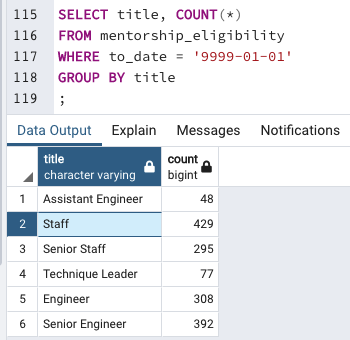 115 SELECT title, COUNT(*)
116 FROM mentorship_eligibility
117 WHERE to_date = '9999-01-01'
118 GROUP BY title
119 ;
Data Output Explain Messages Notifications
title count
character varying bigint
1 Assistant Engineer 48
2 Staff 429
3 Senior Staff 295
4 Technique Leader 77
5 Engineer 308
6 Senior Engineer 392